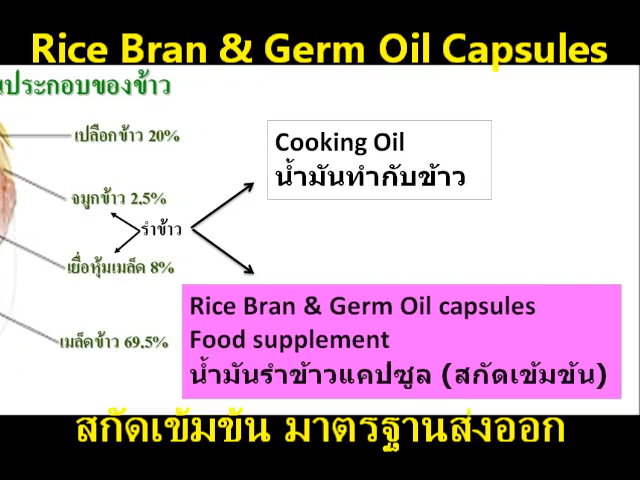 Rice Bran & Germ Oil Capsules
นประกอบของข้าว
เปลือกข้าว 20%
จมูกข้าว 2.5%
รำข้าว
เยื่อหุ้มเมล็ด 8%
เมล็ดข้าว 69.5%
Cooking Oil
น้ำมันทำกับข้าว
Rice Bran & Germ Oil capsules
Food supplement
น้ำมันรำข้าวแคปซูล (สกัดเข้มข้น)
สกัดเข้มข้น มาตรฐานส่งออก